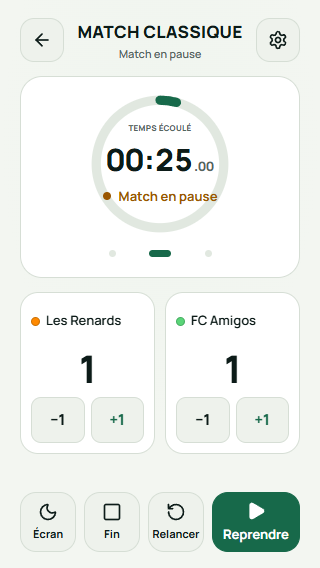 MATCH CLASSIQUE
Match en pause
TEMPS ÉCOULÉ
00:25.00
Match en pause
Les Renards
FC Amigos
1
1
−1
+1
−1
+1
Écran
Fin
Relancer
Reprendre